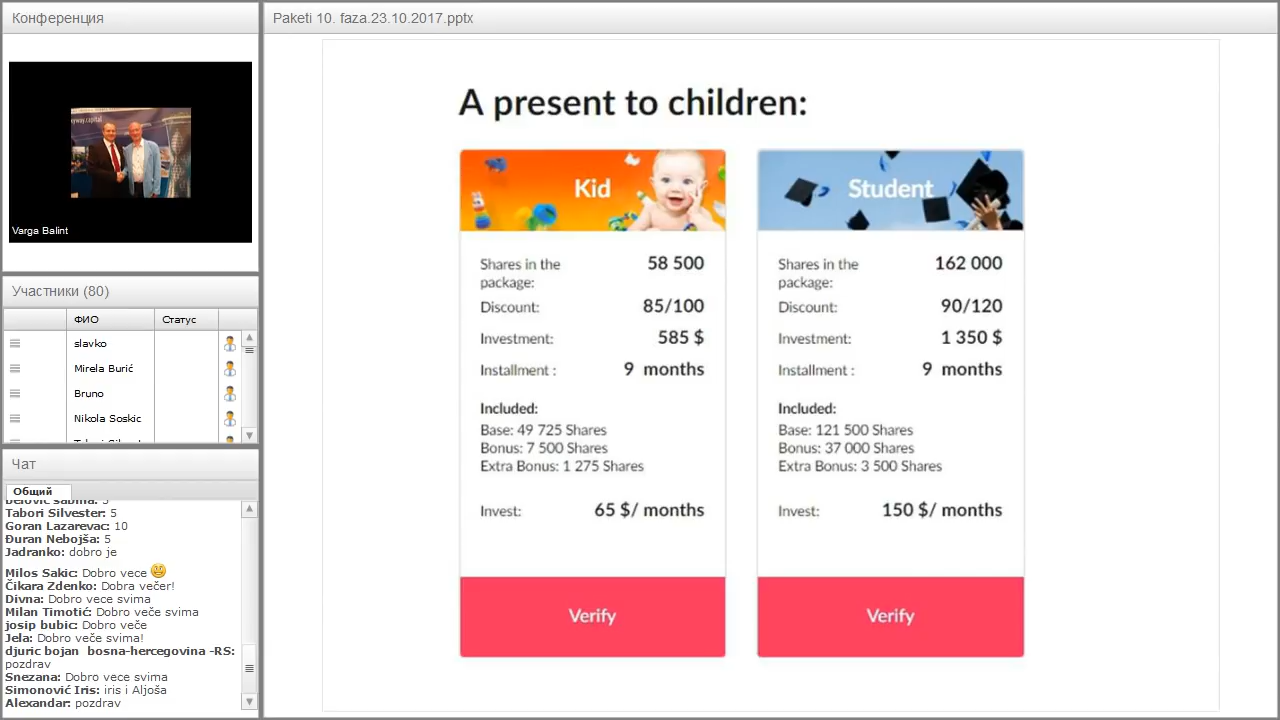 Конференция
skyway.capital
Varga Balint
Участники (80)
ФИО Статус
slavko
Mirela Burić
Bruno
Nikola Soskic
Чат
Общий
Tabori Silvester: 5
Goran Lazarevac: 10
Đuran Nebojša: 5
Jadranko: dobro je
Milos Sakic: Dobro vece
Čikara Zdenko: Dobra večer!
Divna: Dobro vece svima
Milan Timotić: Dobro veče svima
josip bubic: Dobro veče
Jela: Dobro veče svima!
djuric bojan bosna-hercegovina -RS:
pozdrav
Snezana: Dobro vece svima
Simonović Iris: iris i Aljoša
Alexandar: pozdrav
Paketi 10. faza.23.10.2017.pptx
A present to children:
Kid
Shares in the 58 500
package:
Discount: 85/100
Investment: 585 $
Installment : 9 months
Included:
Base: 49 725 Shares
Bonus: 7 500 Shares
Extra Bonus: 1 275 Shares
Invest: 65 $/ months
Verify
Student
Shares in the 162 000
package:
Discount: 90/120
Investment: 1 350 $
Installment : 9 months
Included:
Base: 121 500 Shares
Bonus: 37 000 Shares
Extra Bonus: 3 500 Shares
Invest: 150 $/ months
Verify